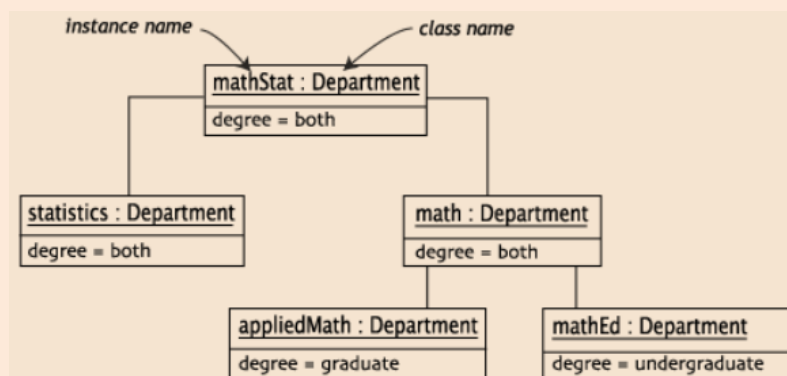 instance name
class name
mathStat : Department
degree = both
statistics : Department
degree = both
math : Department
degree = both
appliedMath : Department
degree = graduate
mathEd : Department
degree = undergraduate